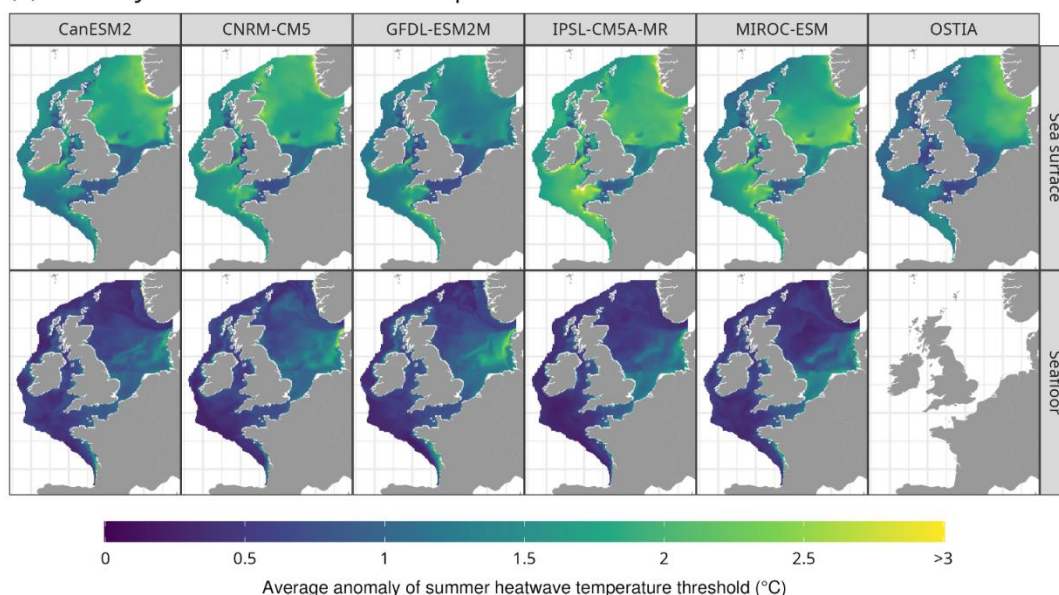 CanESM2
CNRM-CM5
GFDL-ESM2M
IPSL-CM5A-MR
MIROC-ESM
OSTIA
Sea surface
Seafloor
0
0.5
1
1.5
2
2.5
>3
Average anomaly of summer heatwave temperature threshold (°C)